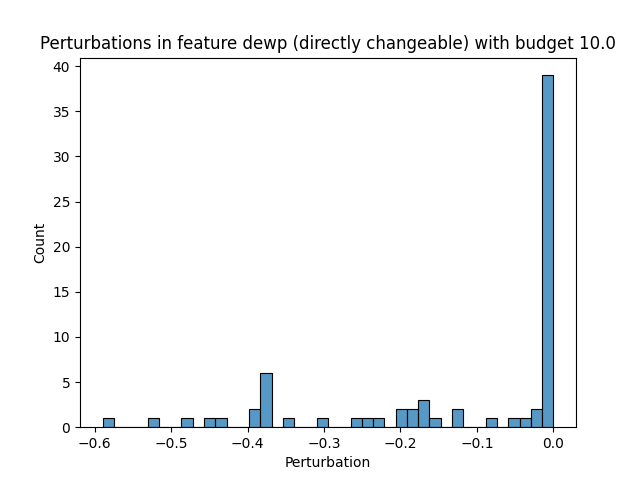 Perturbations in feature dewp (directly changeable) with budget 10.0
40
35
30
25
20
15
10
5
0
Count
−0.6 −0.5 −0.4 −0.3 −0.2 −0.1 0.0
Perturbation